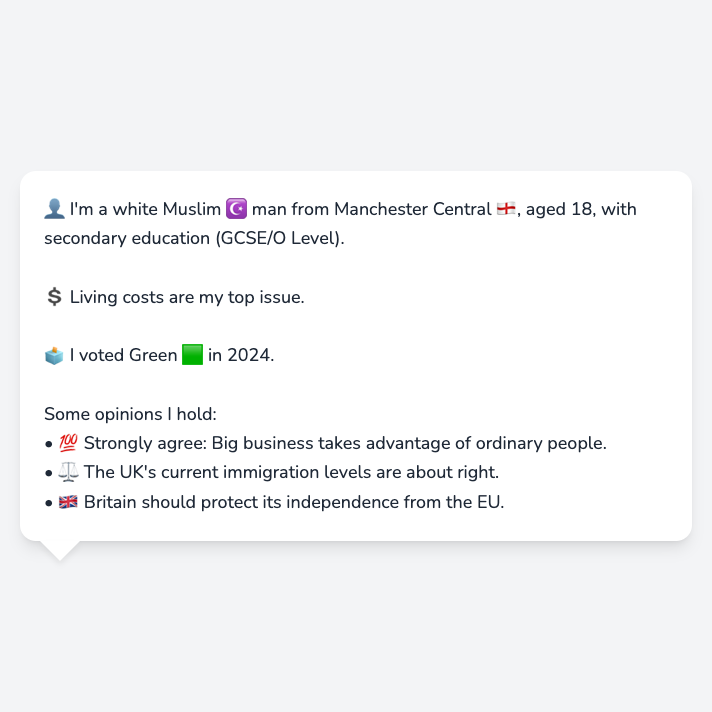 👤 I'm a white Muslim ☪️ man from Manchester Central 🏴󠁧󠁢󠁥󠁮󠁧󠁿, aged 18, with
secondary education (GCSE/O Level).
💲 Living costs are my top issue.
🗳️ I voted Green 🟩 in 2024.
Some opinions I hold:
• 💯 Strongly agree: Big business takes advantage of ordinary people.
• ⚖️ The UK's current immigration levels are about right.
• 🇬🇧 Britain should protect its independence from the EU.